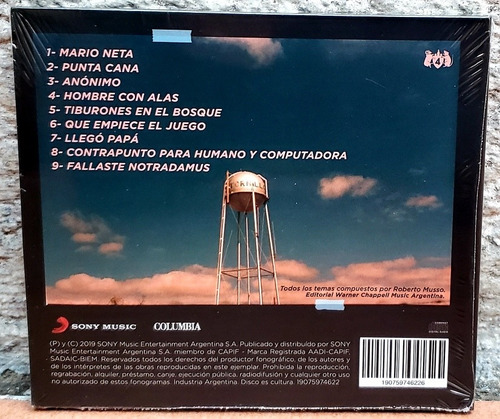 1- MARIO NETA
2- PUNTA CANA
3- ANÓNIMO
4- HOMBRE CON ALAS
5- TIBURONES EN EL BOSQUE
6- QUE EMPIECE EL JUEGO
7- LLEGÓ PAPÁ
8- CONTRAPUNTO PARA HUMANO Y COMPUTADORA
9- FALLASTE NOTRADAMUS
4
Todos los temas compuestos por Roberto Musso.
Editorial Warner Chappell Music Argentina.
SONY MUSIC
COLUMBIA
(P) y (C) 2019 SONY Music Entertainment Argentina S.A. Publicado y distribuido por SONY
Music Entertainment Argentina S.A. miembro de CAPIF - Marca Registrada AADI-CAPIF,
SADAIC-BIEM. Reservados todos los derechos del productor fonográfico, de los autores y
de los intérpretes de las obras reproducidas en este ejemplar. Prohibida la reproducción,
regrabación, alquiler, préstamo, canje, ejecución pública, radiodifusión y cualquier otro uso
no autorizado de estos fonogramas. Industria Argentina. Disco es cultura. 19075974622
190759746226